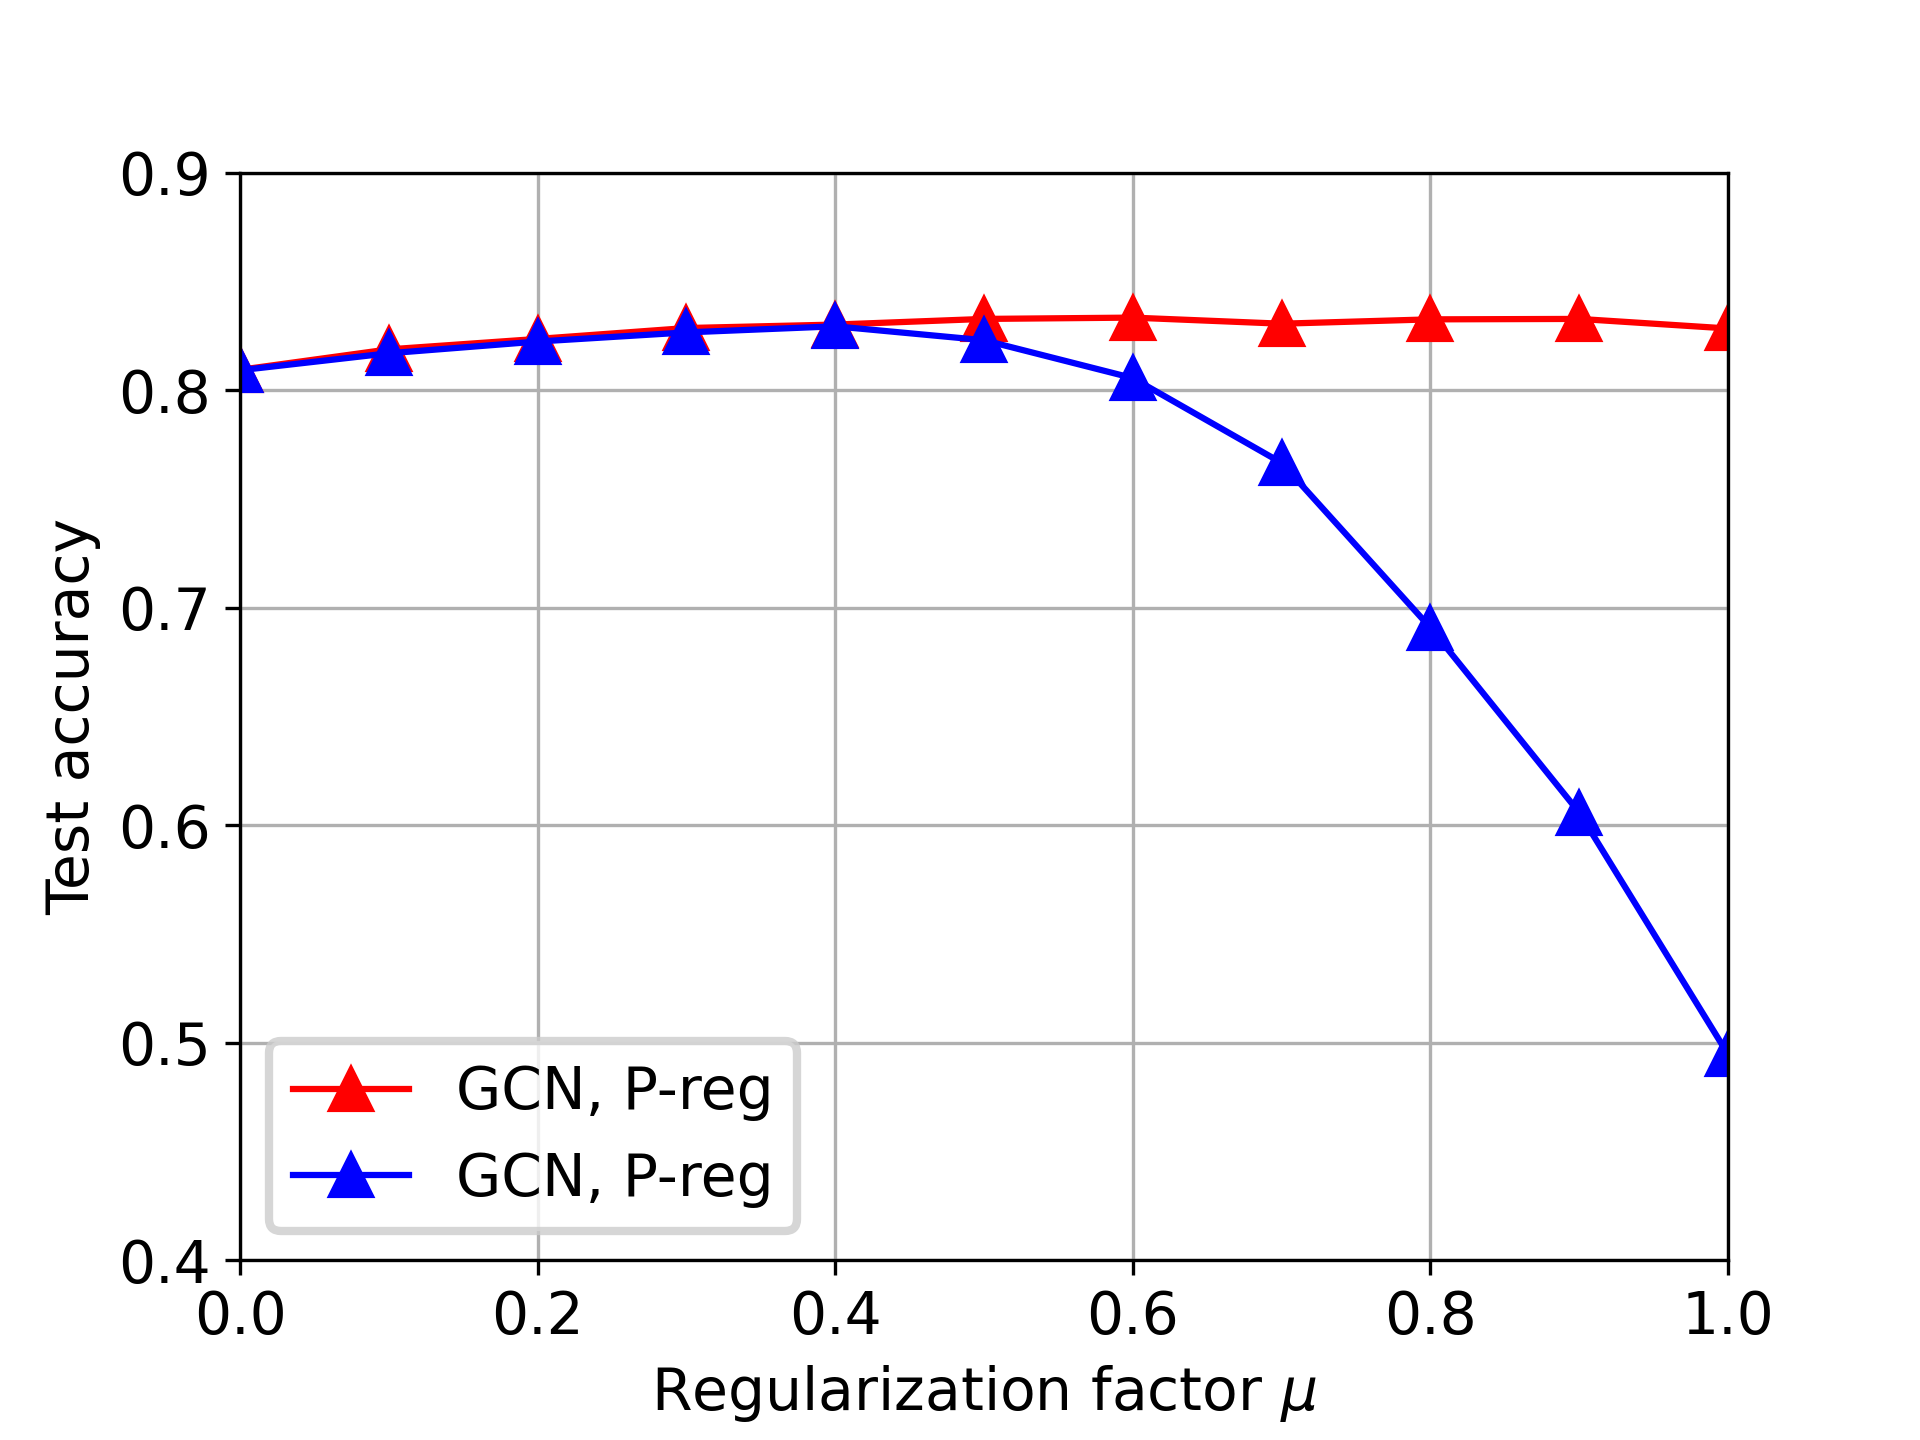 0.9
0.8
0.7
0.6
0.5
0.4
Test accuracy
GCN, P-reg
GCN, P-reg
0.0 0.2 0.4 0.6 0.8 1.0
Regularization factor μ